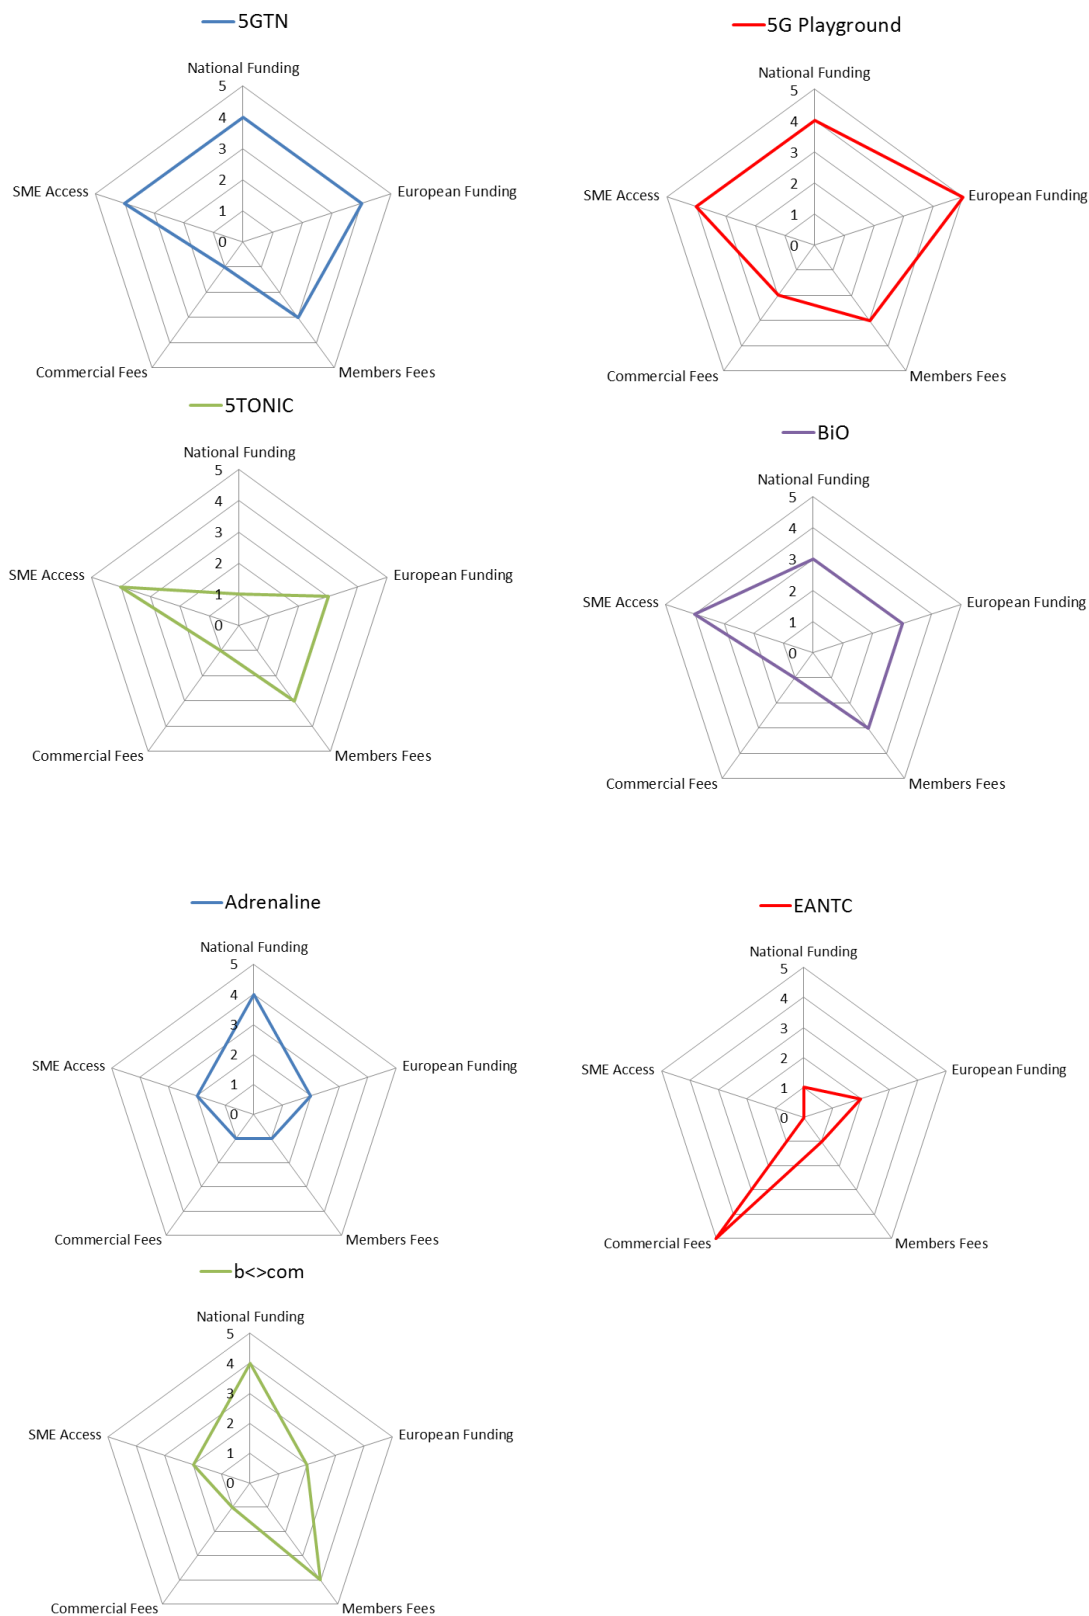 5GTN
National Funding
5
4
3
2
1
0
SME Access
European Funding
Commercial Fees
Members Fees
5G Playground
National Funding
5
4
3
2
1
0
SME Access
European Funding
Commercial Fees
Members Fees
5TONIC
National Funding
5
4
3
2
1
0
SME Access
European Funding
Commercial Fees
Members Fees
BiO
National Funding
5
4
3
2
1
0
SME Access
European Funding
Commercial Fees
Members Fees
Adrenaline
National Funding
5
4
3
2
1
0
SME Access
European Funding
Commercial Fees
Members Fees
EANTC
National Funding
5
4
3
2
1
0
SME Access
European Funding
Commercial Fees
Members Fees
b<>com
National Funding
5
4
3
2
1
0
SME Access
European Funding
Commercial Fees
Members Fees